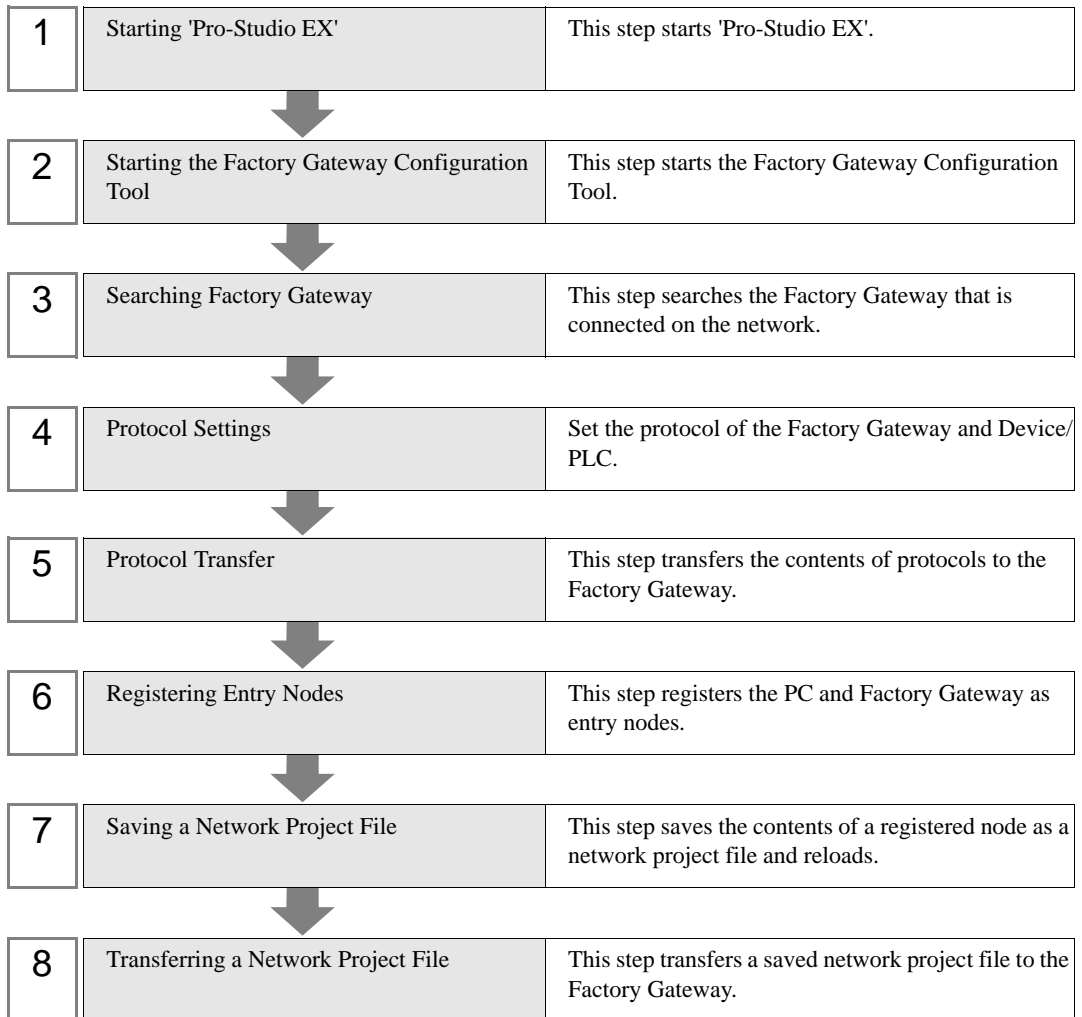 1
Starting 'Pro-Studio EX'
This step starts 'Pro-Studio EX'.
2
Starting the Factory Gateway Configuration
Tool
This step starts the Factory Gateway Configuration
Tool.
3
Searching Factory Gateway
This step searches the Factory Gateway that is
connected on the network.
4
Protocol Settings
Set the protocol of the Factory Gateway and Device/
PLC.
5
Protocol Transfer
This step transfers the contents of protocols to the
Factory Gateway.
6
Registering Entry Nodes
This step registers the PC and Factory Gateway as
entry nodes.
7
Saving a Network Project File
This step saves the contents of a registered node as a
network project file and reloads.
8
Transferring a Network Project File
This step transfers a saved network project file to the
Factory Gateway.